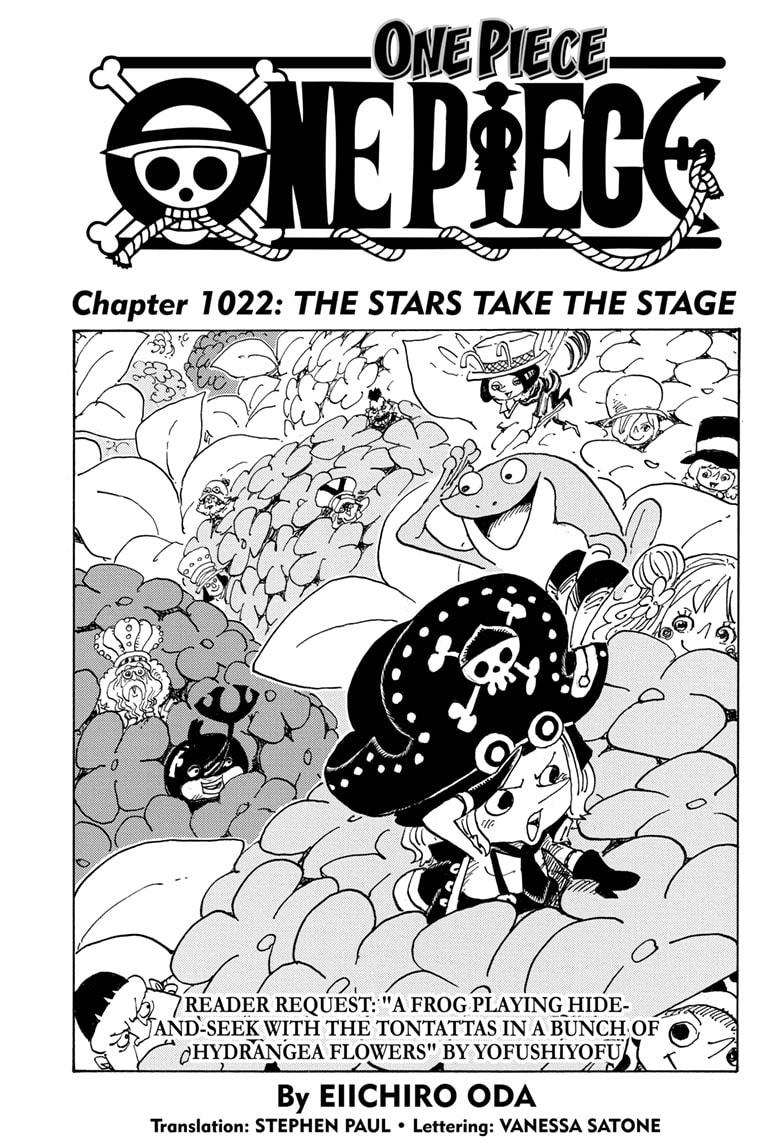 ONE PIECE
ONE PIECE
Chapter 1022: THE STARS TAKE THE STAGE
READER REQUEST: "A FROG PLAYING HIDE-
AND-SEEK WITH THE TONTATTAS IN A BUNCH OF
HYDRANGEA FLOWERS" BY YOFUSHIYOFU
By EIICHIRO ODA
Translation: STEPHEN PAUL • Lettering: VANESSA SATONE